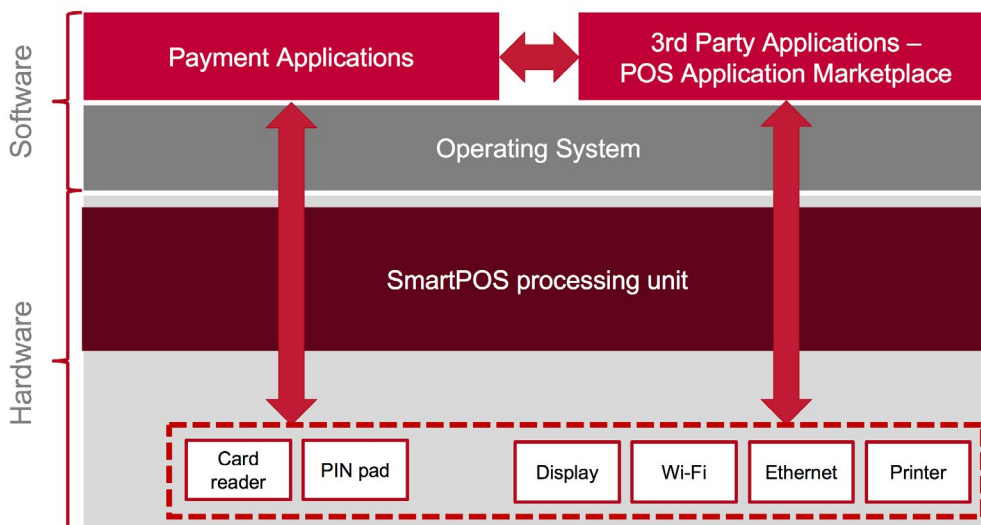 Software
Payment Applications
3rd Party Applications –
POS Application Marketplace
Operating System
Hardware
SmartPOS processing unit
Card
reader
PIN pad
Display
Wi-Fi
Ethernet
Printer